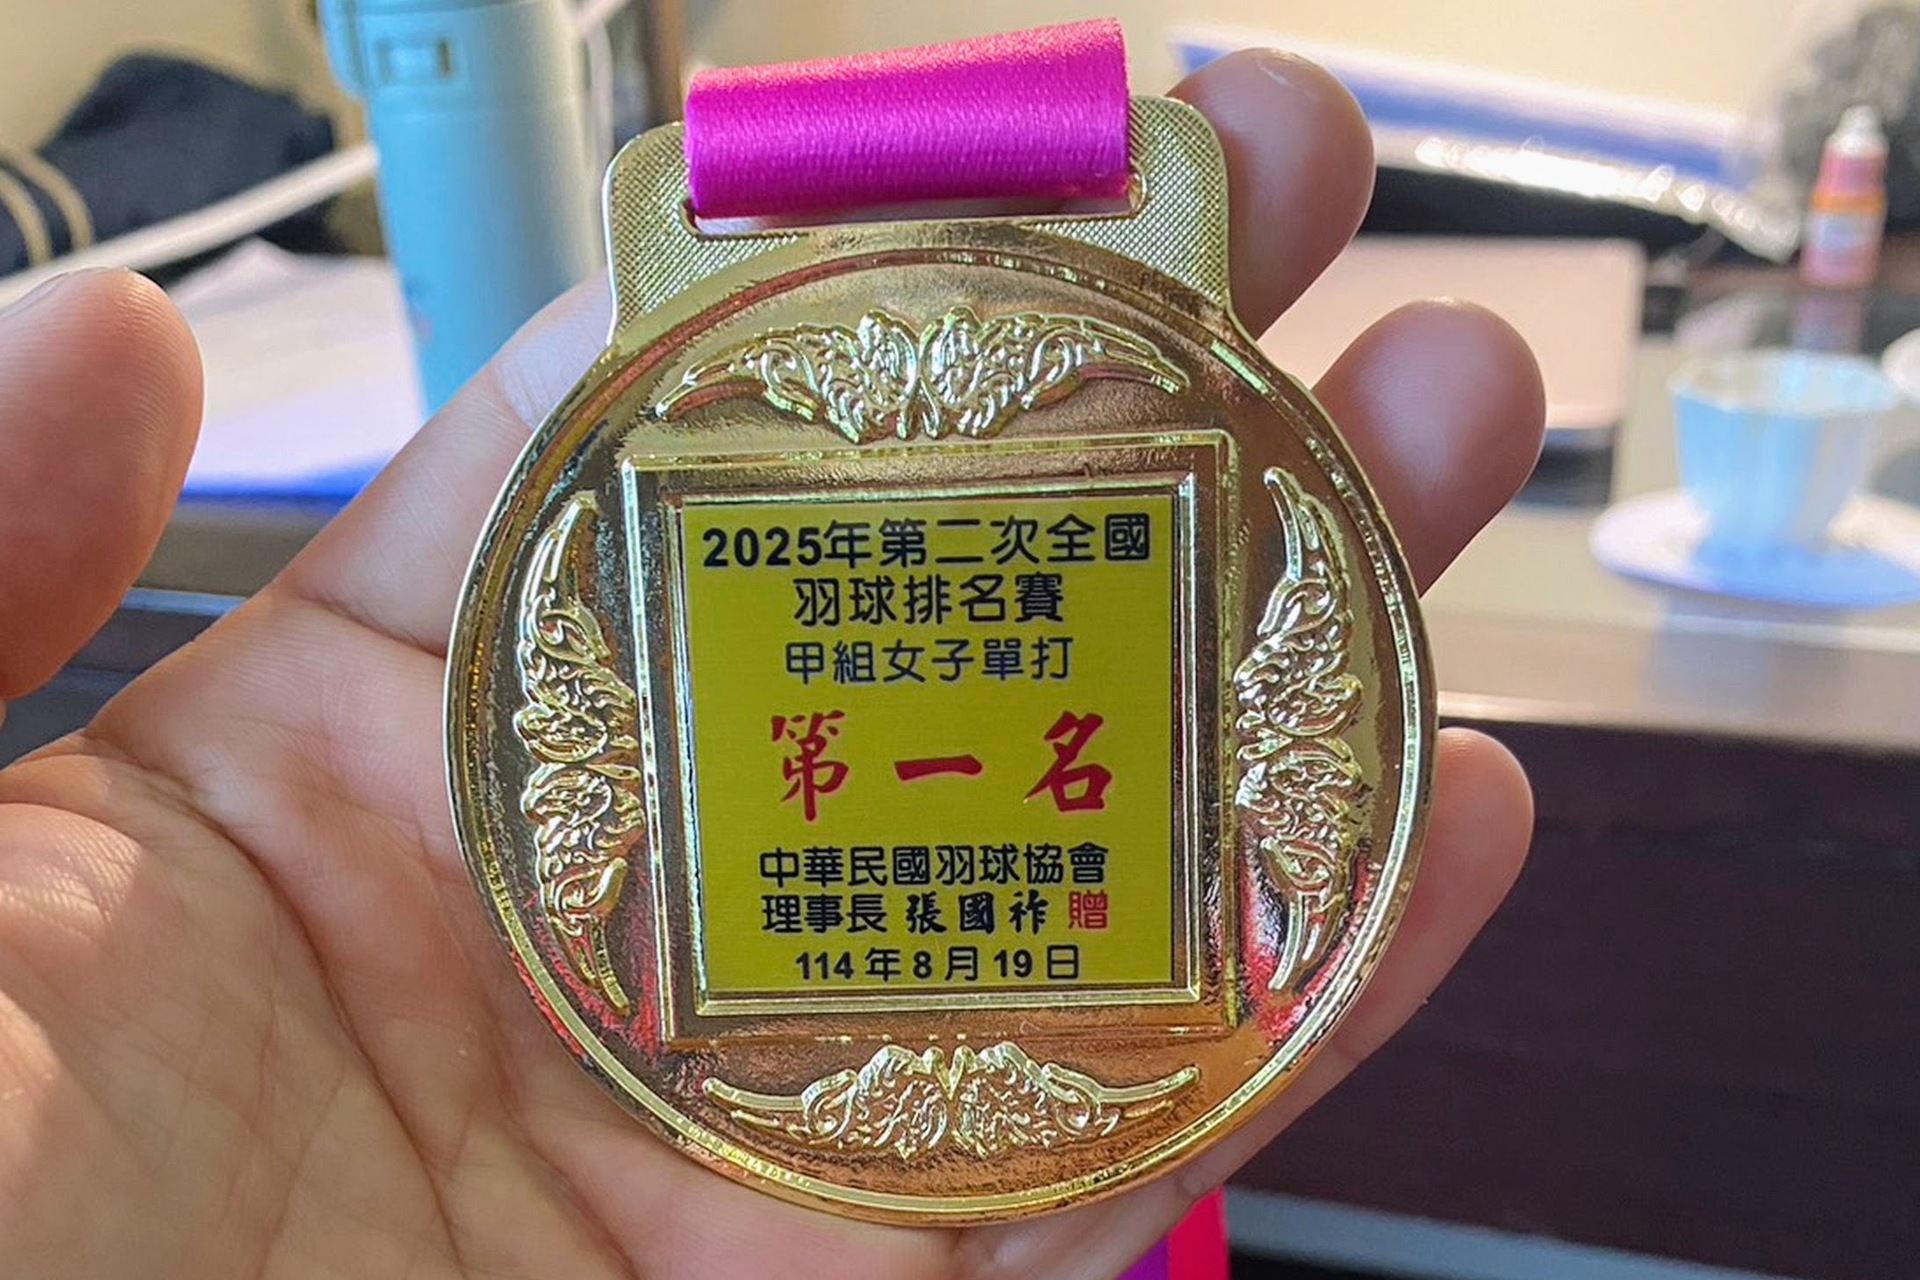 2025年第二次全國
羽球排名賽
甲組女子單打
第一名
中華民國羽球協會
理事長 張國祚 贈
114年8月19日